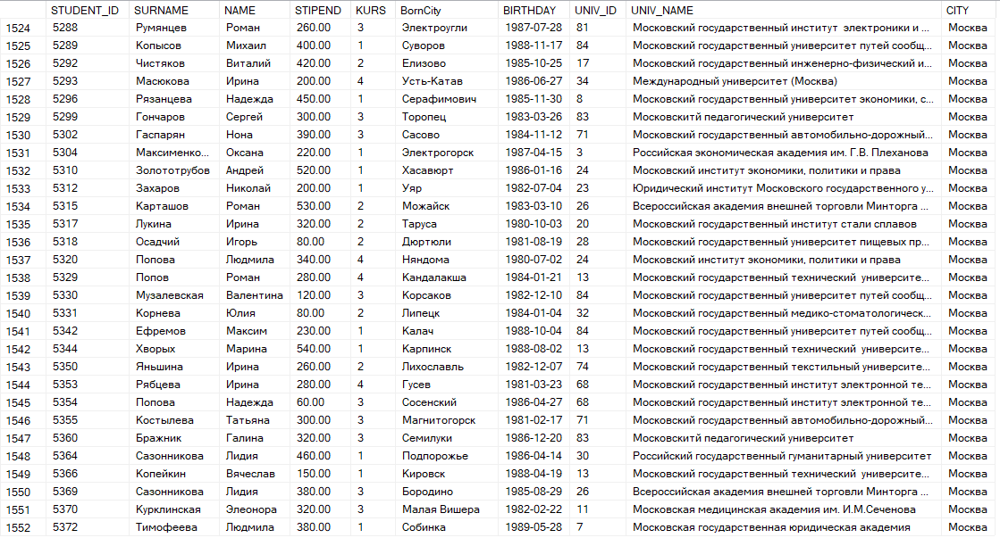 STUDENT_ID SURNAME NAME STIPEND KURS BornCity BIRTHDAY UNIV_ID UNIV_NAME CITY
1524 5288 Румянцев Роман 260.00 3 Электроугли 1987-07-28 81 Московский государственный институт электроники и ... Москва
1525 5289 Копысов Михаил 400.00 1 Суворов 1988-11-17 84 Московский государственный университет путей сообщ... Москва
1526 5292 Чистяков Виталий 420.00 2 Елизово 1985-10-25 17 Московский государственный инженерно-физический и... Москва
1527 5293 Масюкова Ирина 200.00 4 Усть-Катав 1986-06-27 34 Международный университет (Москва) Москва
1528 5296 Рязанцева Надежда 450.00 1 Серафимович 1985-11-30 8 Московский государственный университет экономики, с... Москва
1529 5299 Гончаров Сергей 300.00 3 Торопец 1983-03-26 83 Московскитй педагогический университет Москва
1530 5302 Гаспарян Нона 390.00 3 Сасово 1984-11-12 71 Московский государственный автомобильно-дорожный... Москва
1531 5304 Максименко... Оксана 220.00 1 Электрогорск 1987-04-15 3 Российская экономическая академия им. Г.В. Плеханова Москва
1532 5310 Золототрубов Андрей 520.00 1 Хасавюрт 1986-01-16 24 Московский институт экономики, политики и права Москва
1533 5312 Захаров Николай 200.00 1 Уяр 1982-07-04 23 Юридический институт Московского государственного у... Москва
1534 5315 Карташов Роман 530.00 2 Можайск 1983-03-10 26 Всероссийская академия внешней торговли Минторга ... Москва
1535 5317 Лукина Ирина 320.00 2 Таруса 1980-10-03 20 Московский государственный институт стали сплавов Москва
1536 5318 Осадчий Игорь 80.00 2 Дюртюли 1981-08-19 28 Московский государственный университет пищевых пр... Москва
1537 5320 Попова Людмила 340.00 4 Няндома 1980-07-02 24 Московский институт экономики, политики и права Москва
1538 5329 Попов Роман 280.00 4 Кандалакша 1984-01-21 13 Московский государственный технический университе... Москва
1539 5330 Музалевская Валентина 120.00 3 Корсаков 1982-12-10 84 Московский государственный университет путей сообщ... Москва
1540 5331 Корнева Юлия 80.00 2 Липецк 1984-01-04 32 Московский государственный медико-стоматологическ... Москва
1541 5342 Ефремов Максим 230.00 1 Калач 1988-10-04 84 Московский государственный университет путей сообщ... Москва
1542 5344 Хворых Марина 540.00 1 Карпинск 1988-08-02 13 Московский государственный технический университе... Москва
1543 5350 Яньшина Ирина 260.00 2 Лихославль 1982-12-07 74 Московский государственный текстильный университе... Москва
1544 5353 Рябцева Ирина 280.00 4 Гусев 1981-03-23 68 Московский государственный институт электронной те... Москва
1545 5354 Попова Надежда 60.00 3 Сосенский 1986-04-27 68 Московский государственный институт электронной те... Москва
1546 5355 Костылева Татьяна 300.00 3 Магнитогорск 1981-02-17 71 Московский государственный автомобильно-дорожный... Москва
1547 5360 Бражник Галина 320.00 3 Семилуки 1986-12-20 83 Московскитй педагогический университет Москва
1548 5364 Сазонникова Лидия 460.00 1 Подпорожье 1986-04-14 30 Российский государственный гуманитарный университет Москва
1549 5366 Копейкин Вячеслав 150.00 1 Кировск 1988-04-19 13 Московский государственный технический университе... Москва
1550 5369 Сазонникова Лидия 380.00 3 Бородино 1985-08-29 26 Всероссийская академия внешней торговли Минторга ... Москва
1551 5370 Курклинская Элеонора 320.00 3 Малая Вишера 1982-02-22 11 Московская медицинская академия им. И.М.Сеченова Москва
1552 5372 Тимофеева Людмила 380.00 1 Собинка 1989-05-28 7 Московская государственная юридическая академия Москва